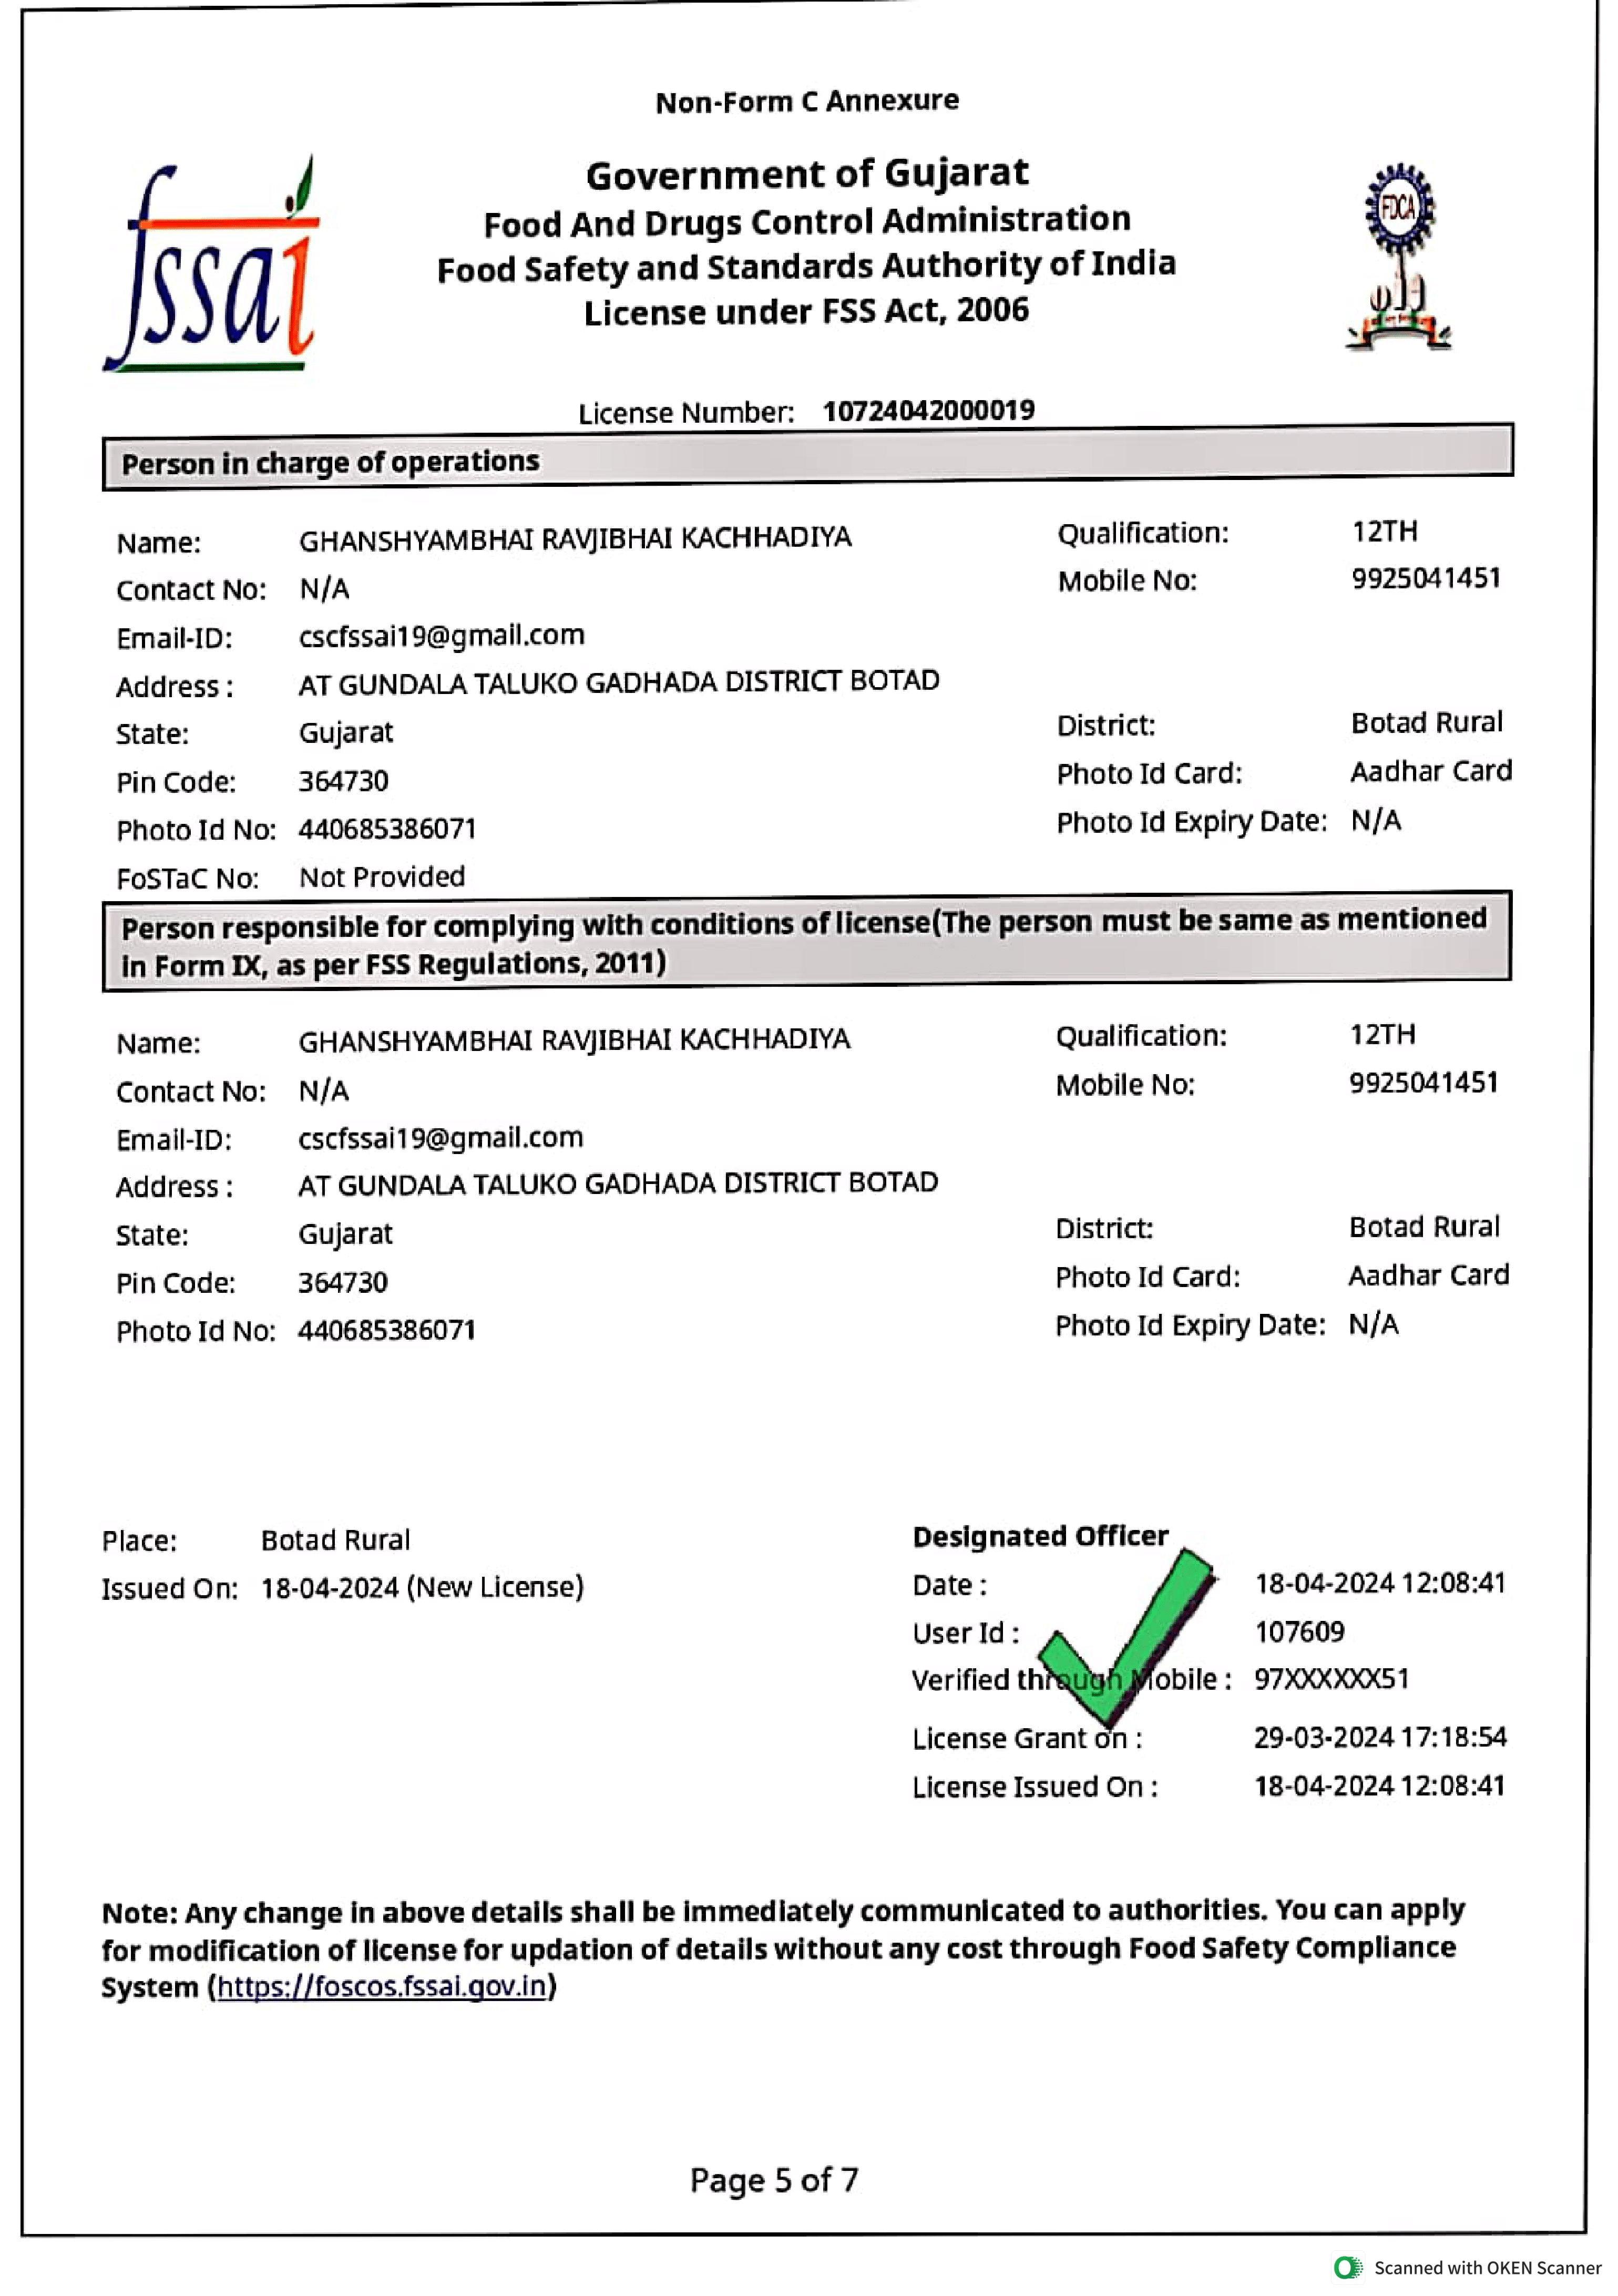 Non-Form C Annexure
fssai
Government of Gujarat
Food And Drugs Control Administration
Food Safety and Standards Authority of India
License under FSS Act, 2006
FDCA
License Number: 10724042000019
Person in charge of operations
Name: GHANSHYAMBHAI RAVJIBHAI KACHHADIYA Qualification: 12TH
Contact No: N/A Mobile No: 9925041451
Email-ID: cscfssai19@gmail.com
Address : AT GUNDALA TALUKO GADHADA DISTRICT BOTAD
State: Gujarat District: Botad Rural
Pin Code: 364730 Photo Id Card: Aadhar Card
Photo Id No: 440685386071 Photo Id Expiry Date: N/A
FoSTaC No: Not Provided
Person responsible for complying with conditions of license(The person must be same as mentioned
in Form IX, as per FSS Regulations, 2011)
Name: GHANSHYAMBHAI RAVJIBHAI KACHHADIYA Qualification: 12TH
Contact No: N/A Mobile No: 9925041451
Email-ID: cscfssai19@gmail.com
Address : AT GUNDALA TALUKO GADHADA DISTRICT BOTAD
State: Gujarat District: Botad Rural
Pin Code: 364730 Photo Id Card: Aadhar Card
Photo Id No: 440685386071 Photo Id Expiry Date: N/A
Place: Botad Rural
Issued On: 18-04-2024 (New License)
Designated Officer
Date : 18-04-2024 12:08:41
User Id : 107609
Verified through Mobile : 97XXXXXX51
License Grant on : 29-03-2024 17:18:54
License Issued On : 18-04-2024 12:08:41
Note: Any change in above details shall be immediately communicated to authorities. You can apply
for modification of license for updation of details without any cost through Food Safety Compliance
System (https://foscos.fssai.gov.in)
Page 5 of 7
Scanned with OKEN Scanner